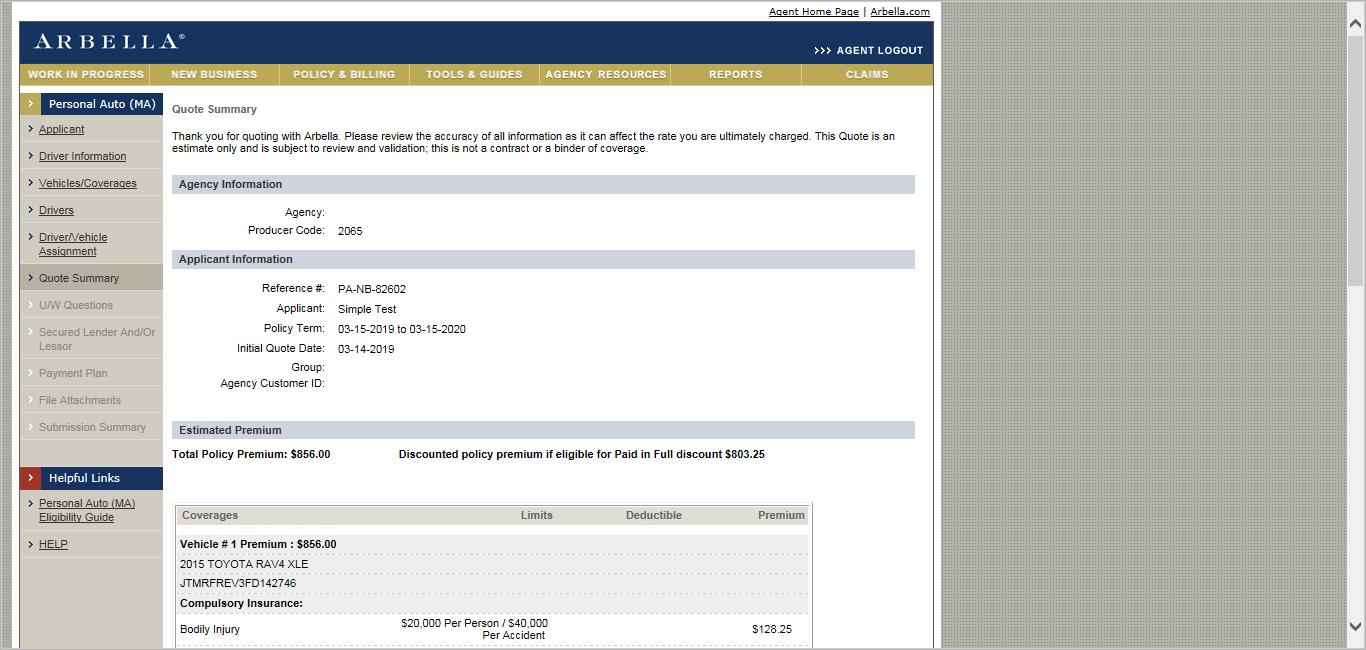 Agent Home Page | Arbella.com
ARBELLA®
>>> AGENT LOGOUT
WORK IN PROGRESS NEW BUSINESS POLICY & BILLING TOOLS & GUIDES AGENCY RESOURCES REPORTS CLAIMS
Personal Auto (MA)
Applicant
Driver Information
Vehicles/Coverages
Drivers
Driver/Vehicle
Assignment
Quote Summary
U/W Questions
Secured Lender And/Or
Lessor
Payment Plan
File Attachments
Submission Summary
Helpful Links
Personal Auto (MA)
Eligibility Guide
HELP
Quote Summary
Thank you for quoting with Arbella. Please review the accuracy of all information as it can affect the rate you are ultimately charged. This Quote is an
estimate only and is subject to review and validation; this is not a contract or a binder of coverage.
Agency Information
Agency:
Producer Code: 2065
Applicant Information
Reference #: PA-NB-82602
Applicant: Simple Test
Policy Term: 03-15-2019 to 03-15-2020
Initial Quote Date: 03-14-2019
Group:
Agency Customer ID:
Estimated Premium
Total Policy Premium: $856.00 Discounted policy premium if eligible for Paid in Full discount $803.25
Coverages Limits Deductible Premium
Vehicle # 1 Premium : $856.00
2015 TOYOTA RAV4 XLE
JTMRFREV3FD142746
Compulsory Insurance:
Bodily Injury $20,000 Per Person / $40,000 $128.25
Per Accident